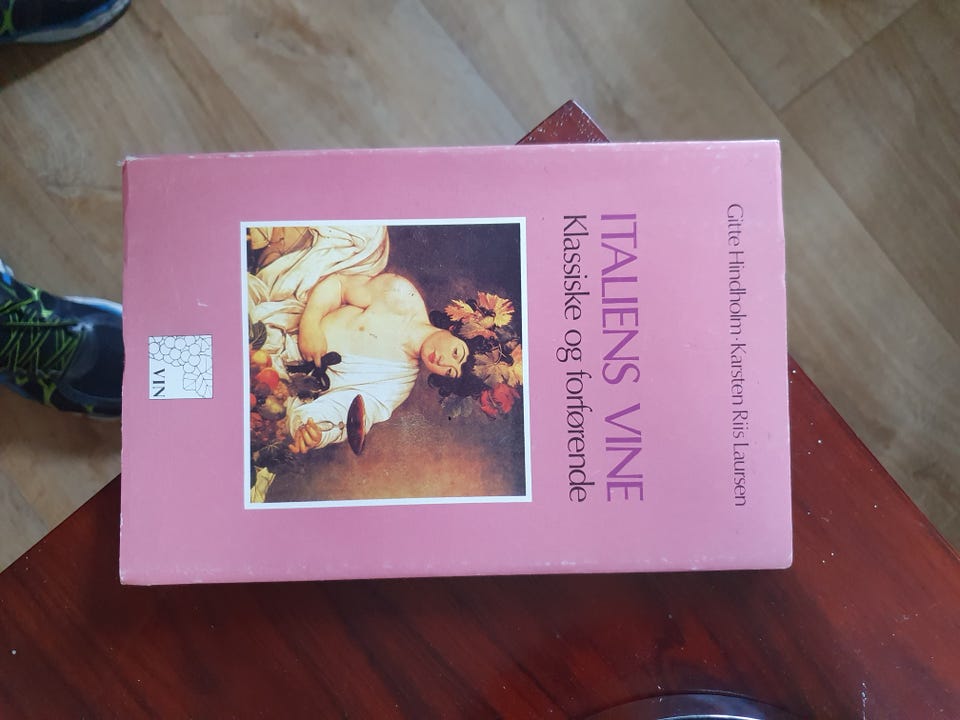 Gitte Hindholm · Karsten Riis Laursen
ITALIENS VINE
Klassiske og forførende
VIN